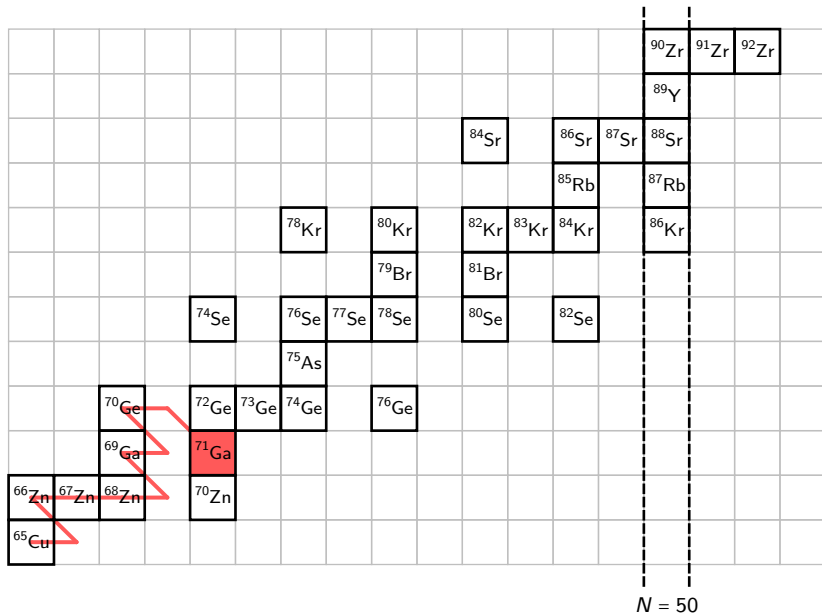 ⁹⁰Zr ⁹¹Zr ⁹²Zr
⁸⁹Y
⁸⁴Sr ⁸⁶Sr ⁸⁷Sr ⁸⁸Sr
⁸⁵Rb ⁸⁷Rb
⁷⁸Kr ⁸⁰Kr ⁸²Kr ⁸³Kr ⁸⁴Kr ⁸⁶Kr
⁷⁹Br ⁸¹Br
⁷⁴Se ⁷⁶Se ⁷⁷Se ⁷⁸Se ⁸⁰Se ⁸²Se
⁷⁵As
⁷⁰Ge ⁷²Ge ⁷³Ge ⁷⁴Ge ⁷⁶Ge
⁶⁹Ga ⁷¹Ga
⁶⁶Zn ⁶⁷Zn ⁶⁸Zn ⁷⁰Zn
⁶⁵Cu
N = 50